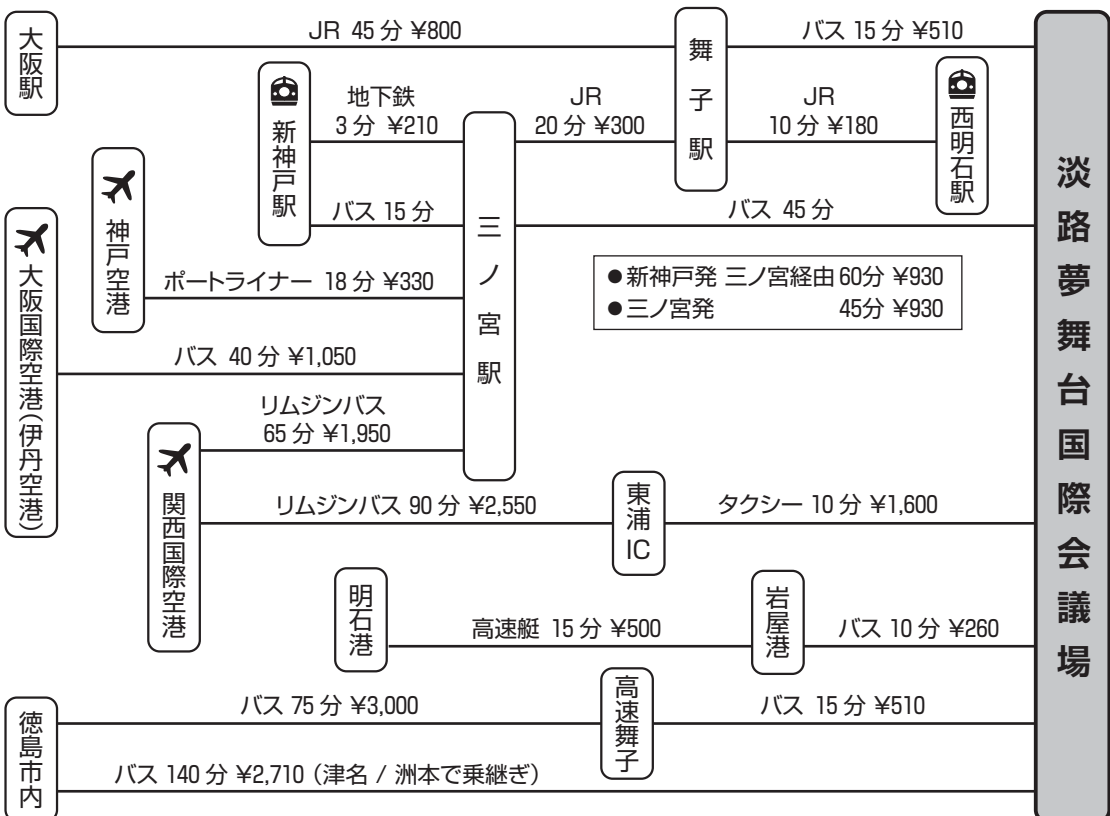 大阪駅
JR 45分 ¥800
舞子駅
バス 15分 ¥510
新神戸駅
地下鉄
3分 ¥210
JR
20分 ¥300
JR
10分 ¥180
西明石駅
バス 15分
三ノ宮駅
バス 45分
神戸空港
ポートライナー 18分 ¥330
●新神戸発 三ノ宮経由 60分 ¥930
●三ノ宮発 45分 ¥930
大阪国際空港(伊丹空港)
バス 40分 ¥1,050
リムジンバス
65分 ¥1,950
関西国際空港
リムジンバス 90分 ¥2,550
東浦IC
タクシー 10分 ¥1,600
明石港
高速艇 15分 ¥500
岩屋港
バス 10分 ¥260
徳島市内
バス 75分 ¥3,000
高速舞子
バス 15分 ¥510
バス 140分 ¥2,710(津名 / 洲本で乗継ぎ)
淡路夢舞台国際会議場